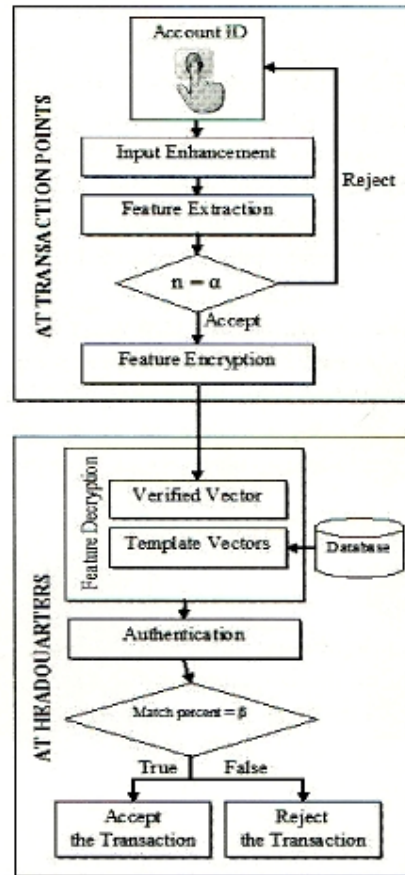 Account ID
AT TRANSACTION POINTS
Input Enhancement
Reject
Feature Extraction
n = α
Accept
Feature Encryption
AT HEADQUARTERS
Feature Decryption
Verified Vector
Template Vectors
Database
Authentication
Match percent = β
True
False
Accept
the Transaction
Reject
the Transaction